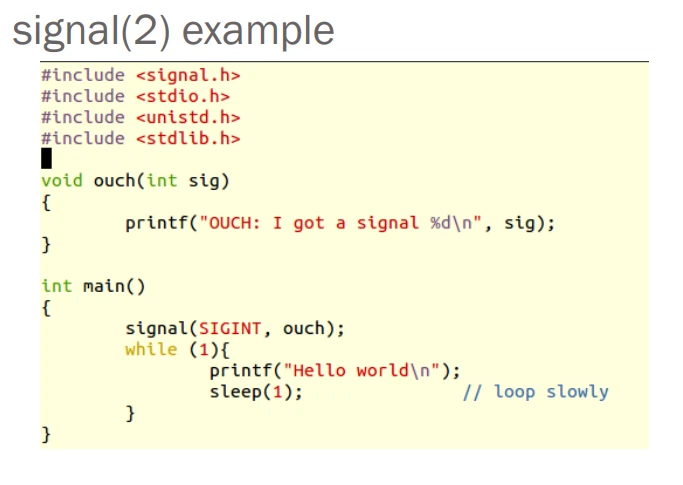 signal(2) example
#include <signal.h>
#include <stdio.h>
#include <unistd.h>
#include <stdlib.h>
void ouch(int sig)
{
        printf("OUCH: I got a signal %d\n", sig);
}
int main()
{
        signal(SIGINT, ouch);
        while (1){
                printf("Hello world\n");
                sleep(1);               // loop slowly
        }
}